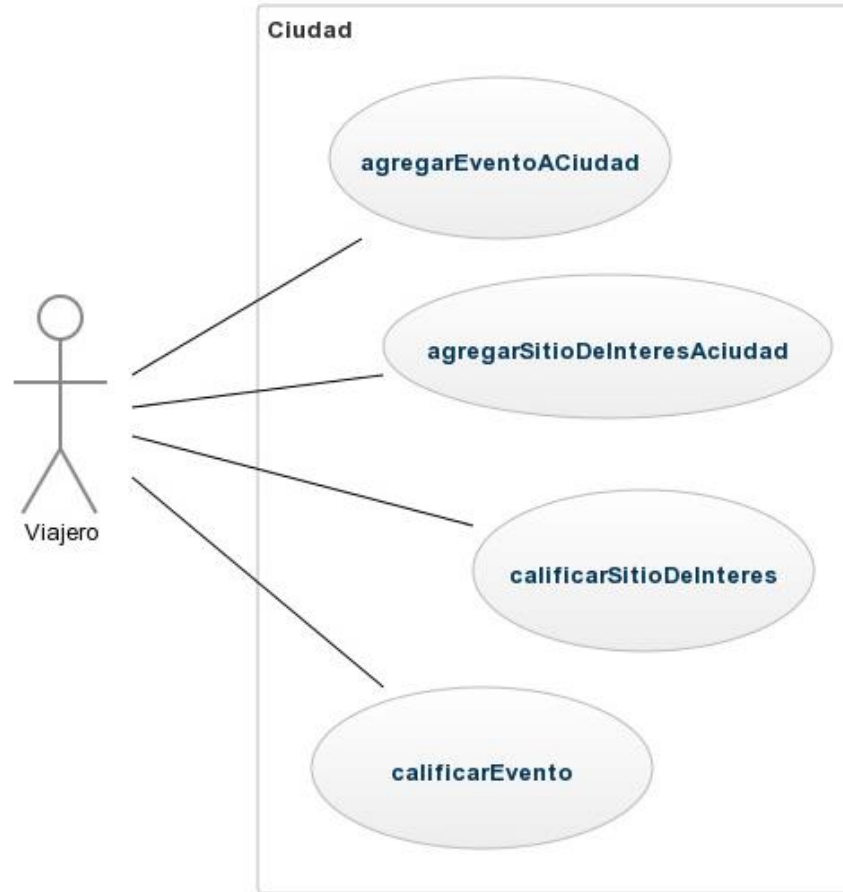 Ciudad
agregarEventoACiudad
agregarSitioDeInteresAciudad
Viajero
calificarSitioDeInteres
calificarEvento